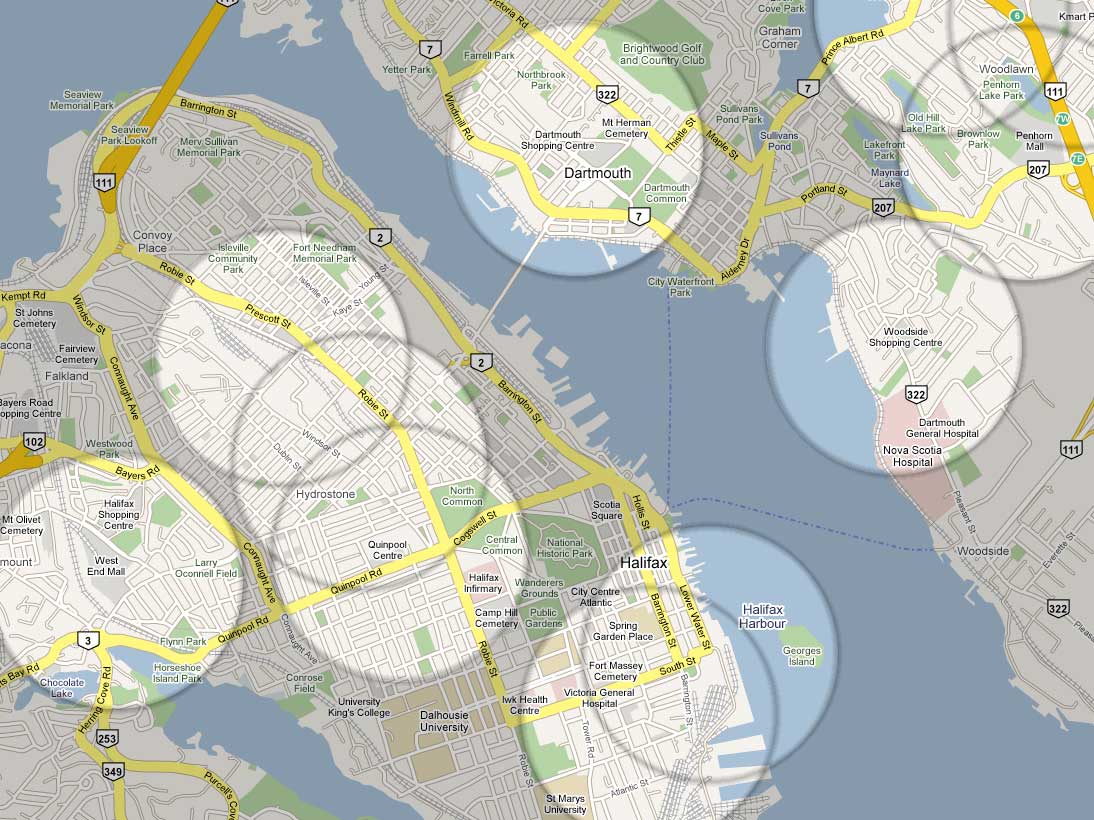 111
Victoria Rd
7
Farrell Park
Yetter Park
Brightwood Golf
and Country Club
Northbrook
Park
322
Windmill Rd
Mt Herman
Cemetery
Dartmouth
Shopping Centre
Thistle St
Maple St
Dartmouth
Dartmouth
Common
7
Sullivans
Pond Park
Sullivans
Pond
Birch
Cove Park
Graham
Corner
Prince Albert Rd
7
6
Kmart
Woodlawn
Penhorn
Lake Park
111
7W
Old Hill
Lake Park
Brownlow
Park
Penhorn
Mall
7E
207
Lakefront
Park
Maynard
Lake
Portland St
207
Alderney Dr
City Waterfront
Park
Seaview
Memorial Park
Seaview
Park Lookoff
Barrington St
Merv Sullivan
Memorial Park
111
2
Convoy
Place
Isleville
Community
Park
Fort Needham
Memorial Park
Robie St
Isleville St
Young St
Kaye St
Prescott St
Kempt Rd
St Johns
Cemetery
Windsor St
acona
Fairview
Cemetery
Falkland
Connaught Ave
Bayers Road
opping Centre
102
Westwood
Park
Bayers Rd
2
Barrington St
Robie St
Windsor St
Dublin St
Hydrostone
North
Common
Cogswell St
Central
Common
Quinpool
Centre
Quinpool Rd
Scotia
Square
Hollis St
National
Historic Park
Halifax
Halifax
Infirmary
Wanderers
Grounds
City Centre
Atlantic
Camp Hill
Cemetery
Public
Gardens
Spring
Garden Place
Barrington St
Lower Water St
Fort Massey
Cemetery
South St
Halifax
Harbour
Georges
Island
Woodside
Shopping Centre
322
Dartmouth
General Hospital
Nova Scotia
Hospital
Pleasant St
Woodside
Everette St
111
322
Pleas
Mt Olivet
Cemetery
Halifax
Shopping
Centre
mount
West
End Mall
Larry
Oconnell Field
Connaught Ave
Quinpool Rd
3
Flynn Park
Horseshoe
Island Park
ts Bay Rd
Chocolate
Lake
Herring Cove Rd
253
349
Purcell's Cov
Connaught Ave
Conrose
Field
University
King's College
Dalhousie
University
Robie St
Iwk Health
Centre
Victoria General
Hospital
Tower Rd
Barrington St
Robie St
Atlantic St
St Marys
University